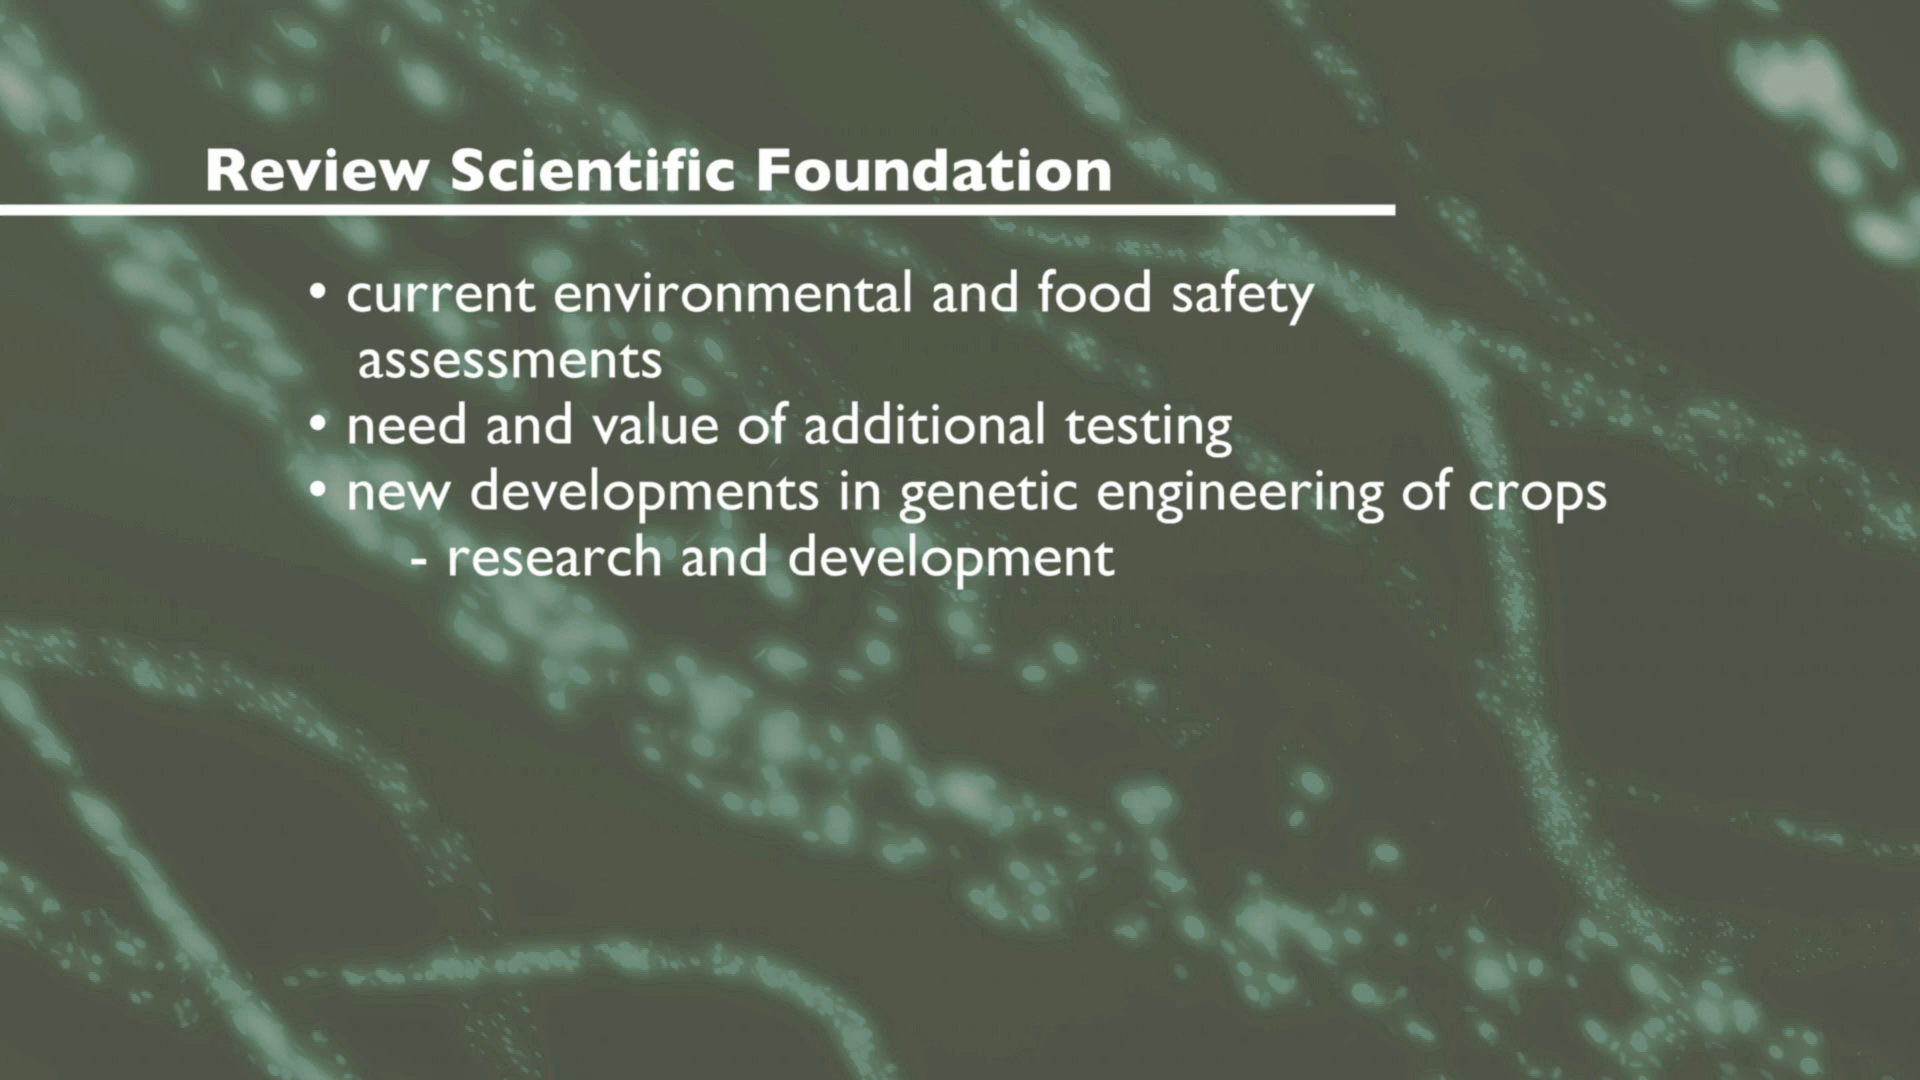 Review Scientific Foundation
• current environmental and food safety
assessments
• need and value of additional testing
• new developments in genetic engineering of crops
- research and development